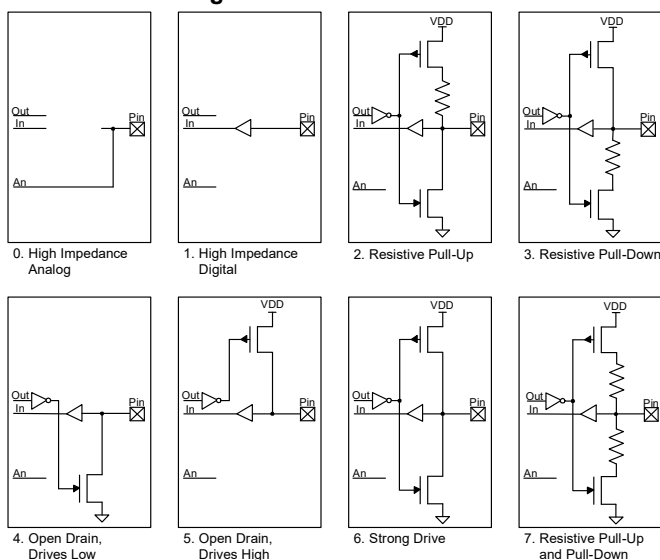 VDD
VDD
Out
In
Pin
An
Pin
In
Out
An
Out
In
Pin
An
Out
In
Pin
An
0. High Impedance
Analog
1. High Impedance
Digital
2. Resistive Pull-Up
3. Resistive Pull-Down
VDD
VDD
VDD
Out
In
Pin
An
Out
In
Pin
An
Out
In
Pin
An
Out
In
Pin
An
4. Open Drain,
Drives Low
5. Open Drain,
Drives High
6. Strong Drive
7. Resistive Pull-Up
and Pull-Down